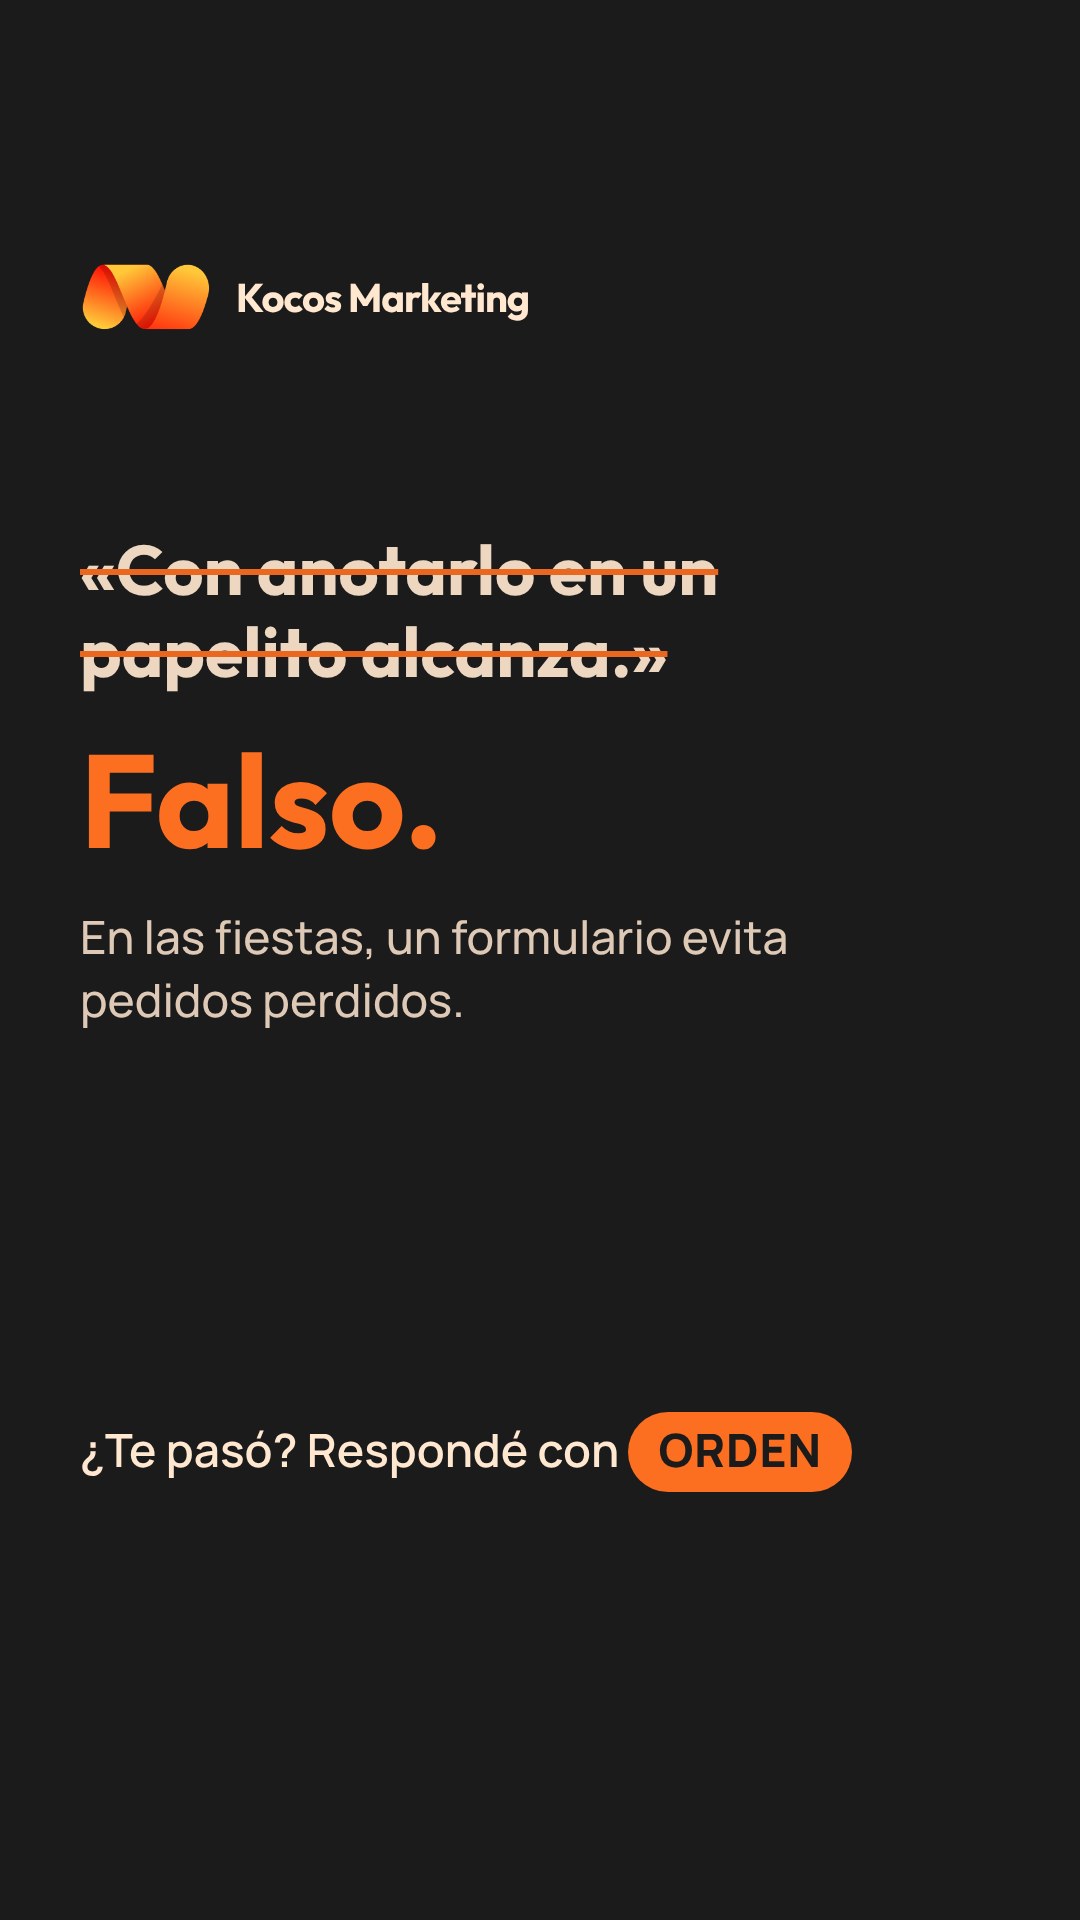 Kocos Marketing
«Con anotarlo en un
papelito alcanza.»
Falso.
En las fiestas, un formulario evita
pedidos perdidos.
¿Te pasó? Respondé con ORDEN